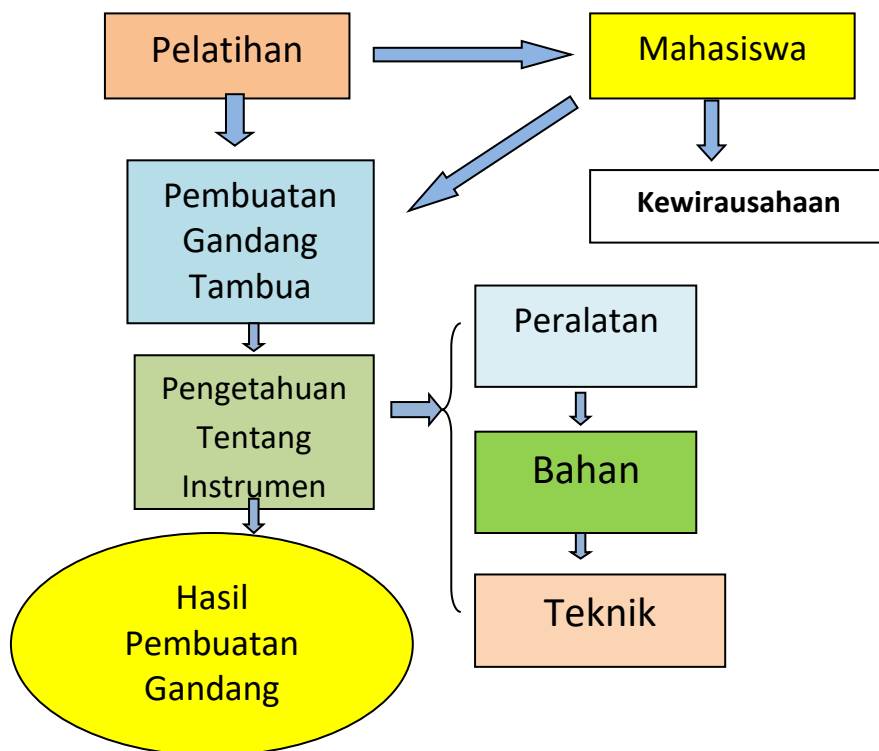 Pelatihan
Mahasiswa
Pembuatan
Gandang
Tambua
Kewirausahaan
Pengetahuan
Tentang
Instrumen
Peralatan
Bahan
Teknik
Hasil
Pembuatan
Gandang